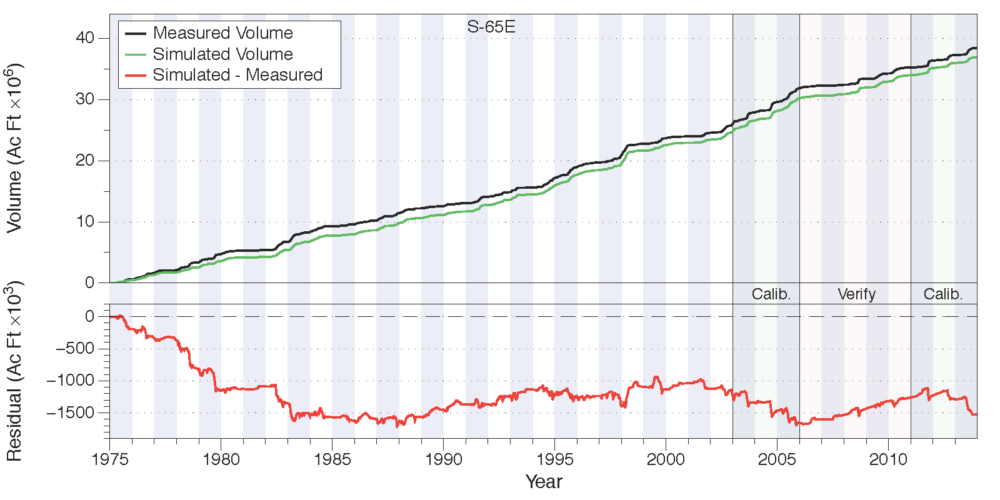 S-65E
Measured Volume
Simulated Volume
Simulated - Measured
Volume (Ac Ft ×10⁶)
40
30
20
10
0
Calib.
Verify
Calib.
Residual (Ac Ft ×10³)
0
−500
−1000
−1500
1975 1980 1985 1990 1995 2000 2005 2010
Year